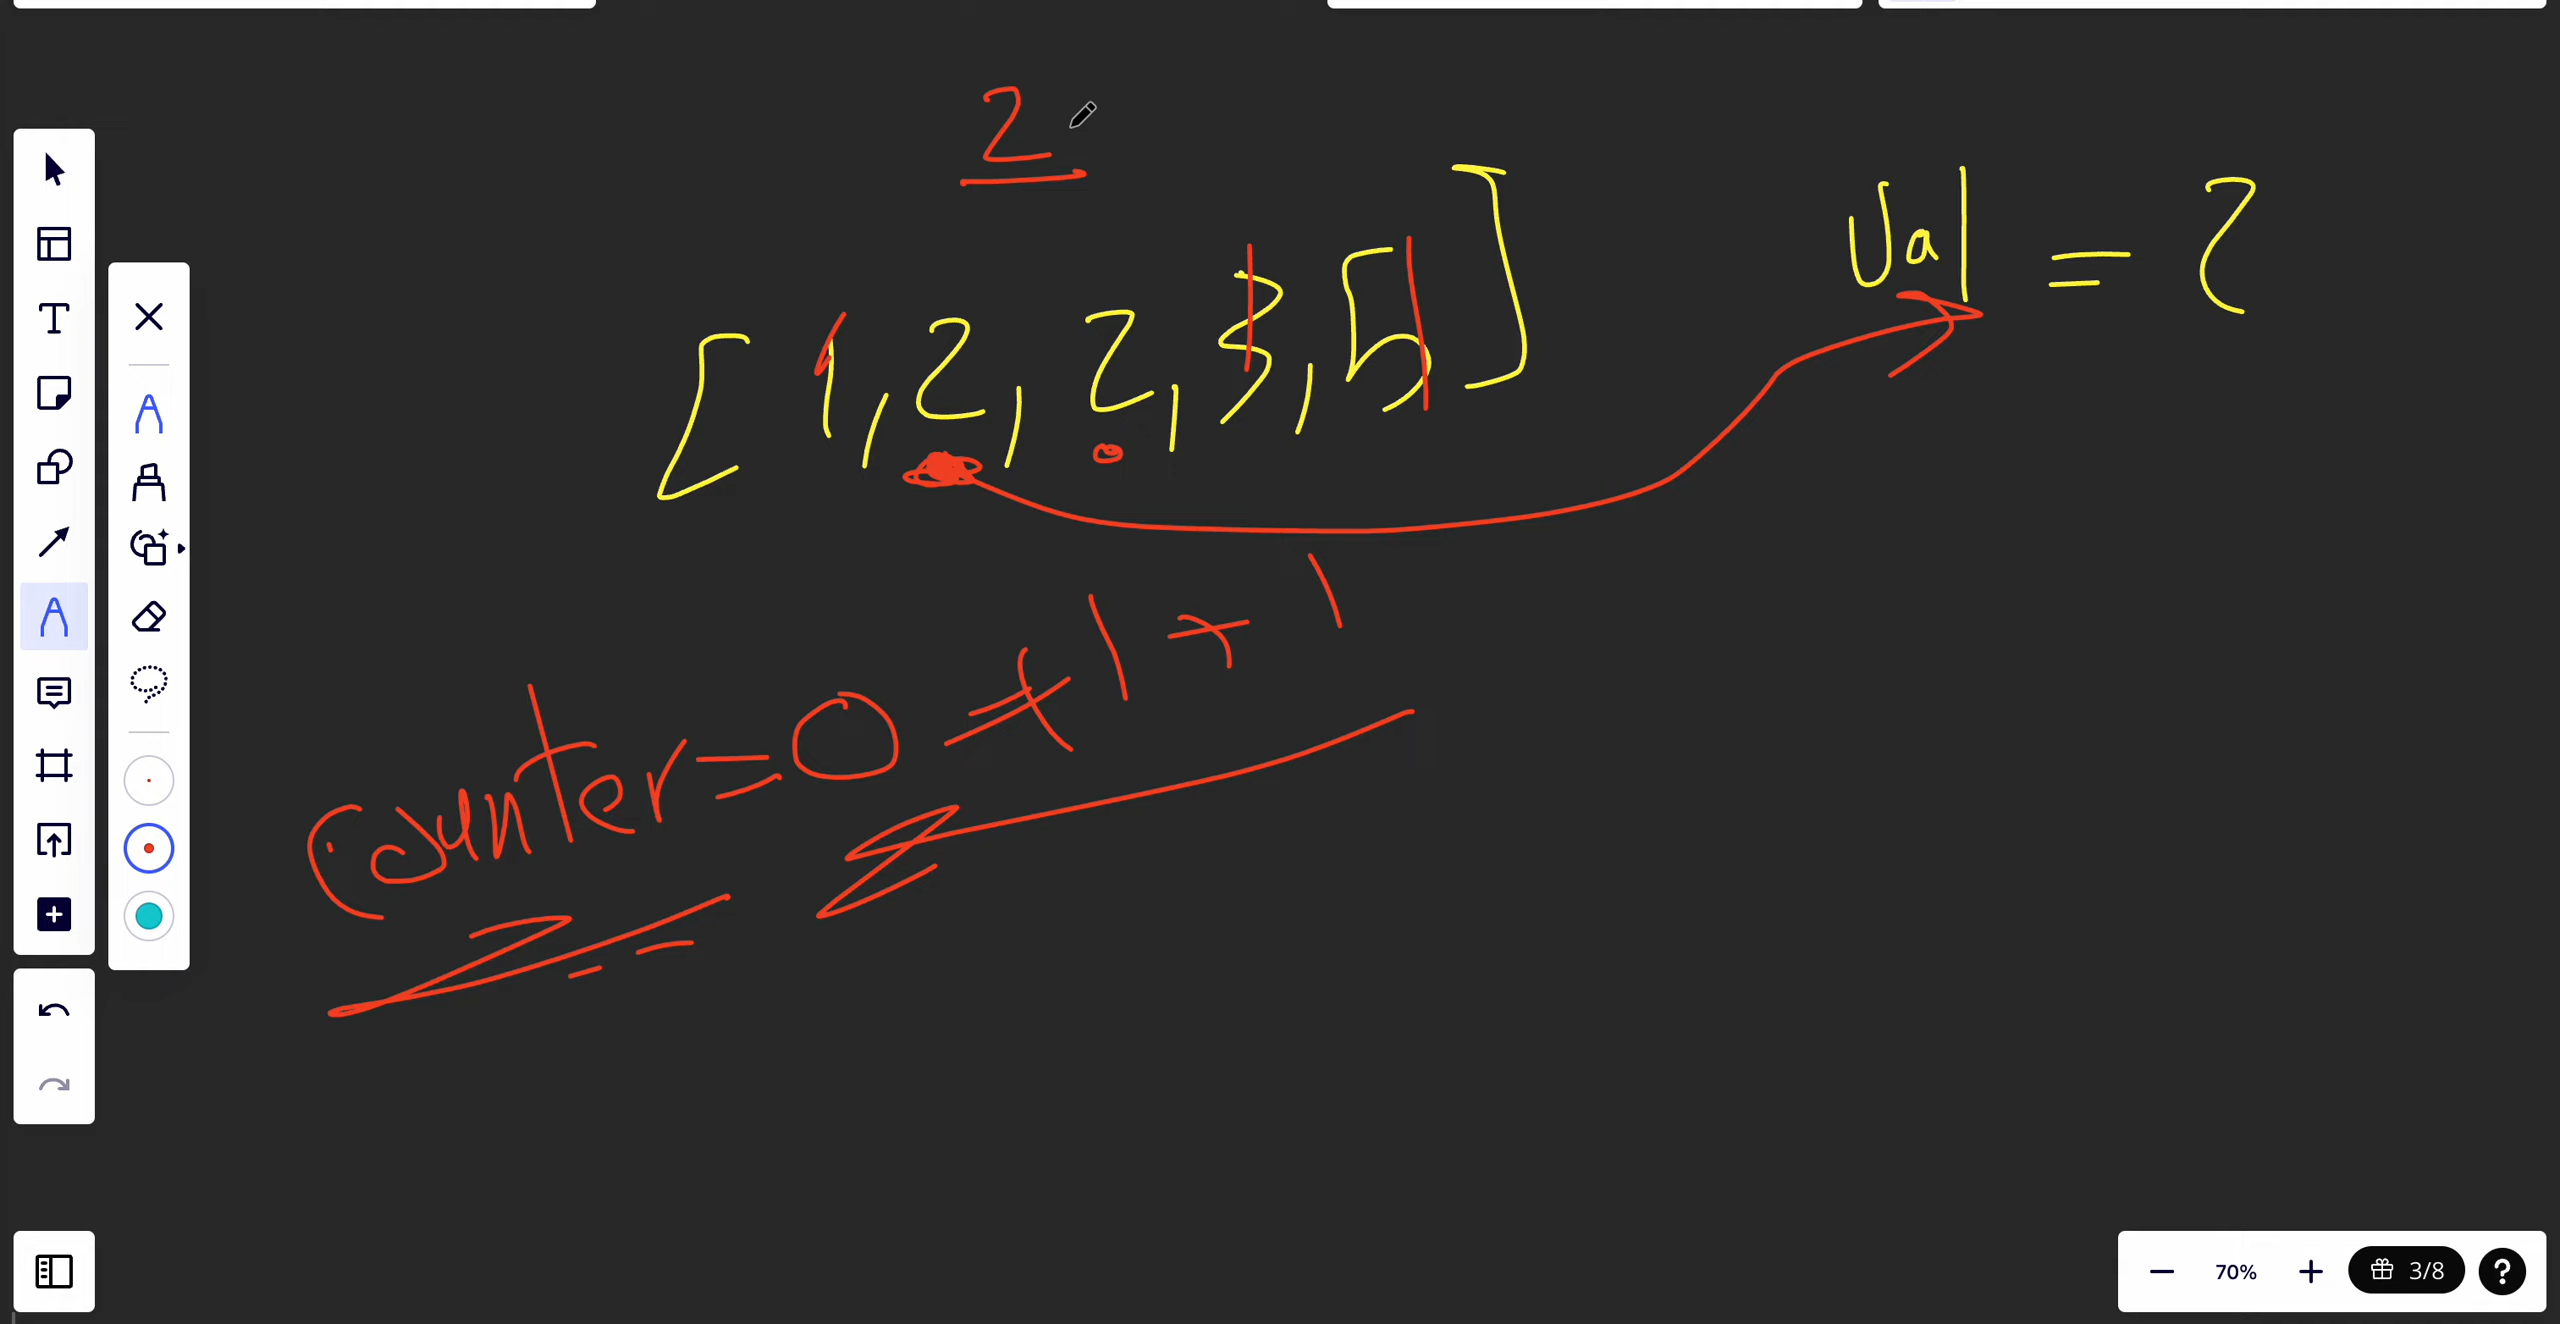 2
[1, 2, 2, 3, 5]
Val = 2
Counter = 0 + 1 + 1
T
70%
3/8
?